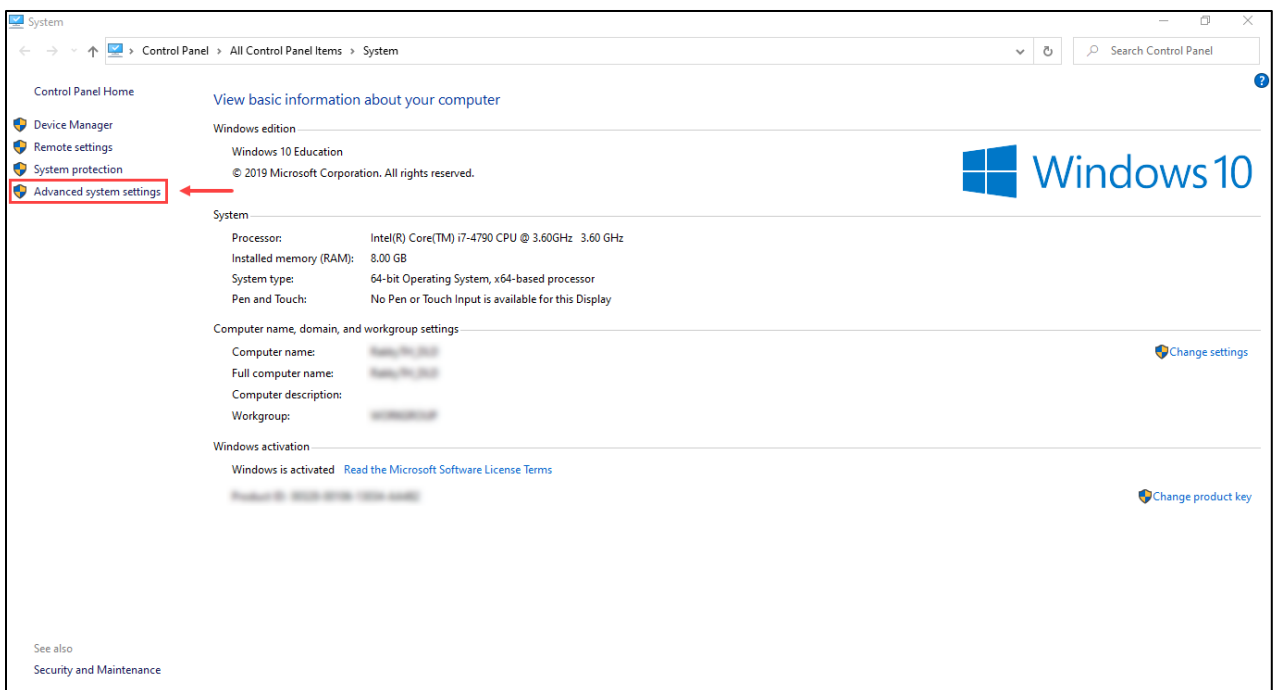 System
Control Panel > All Control Panel Items > System
Search Control Panel
?
Control Panel Home
Device Manager
Remote settings
System protection
Advanced system settings
View basic information about your computer
Windows edition
Windows 10 Education
© 2019 Microsoft Corporation. All rights reserved.
Windows 10
System
Processor: Intel(R) Core(TM) i7-4790 CPU @ 3.60GHz 3.60 GHz
Installed memory (RAM): 8.00 GB
System type: 64-bit Operating System, x64-based processor
Pen and Touch: No Pen or Touch Input is available for this Display
Computer name, domain, and workgroup settings
Computer name:
Change settings
Full computer name:
Computer description:
Workgroup:
Windows activation
Windows is activated Read the Microsoft Software License Terms
Change product key
See also
Security and Maintenance